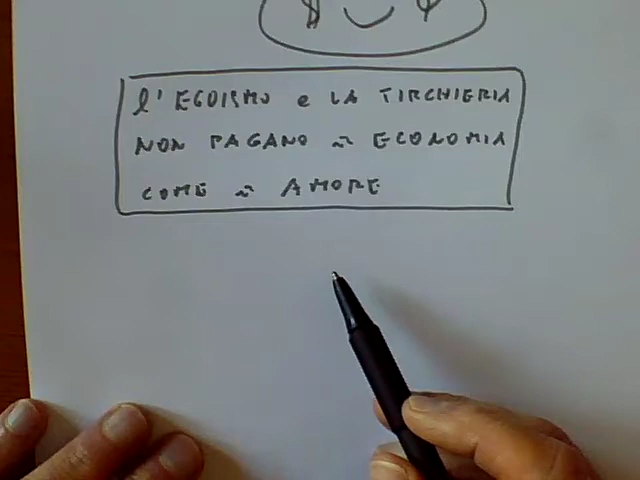 l'EGOISMO e LA TIRCHIERIA
NON PAGANO in ECONOMIA
COME in AMORE